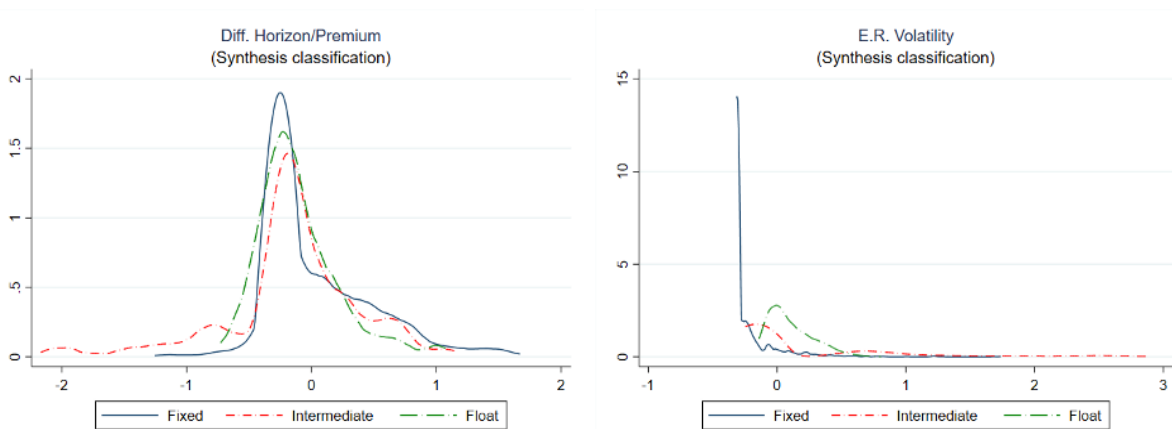 Diff. Horizon/Premium
(Synthesis classification)
2
1.5
1
.5
0
-2
-1
0
1
2
Fixed
Intermediate
Float
E.R. Volatility
(Synthesis classification)
15
10
5
0
-1
0
1
2
3
Fixed
Intermediate
Float